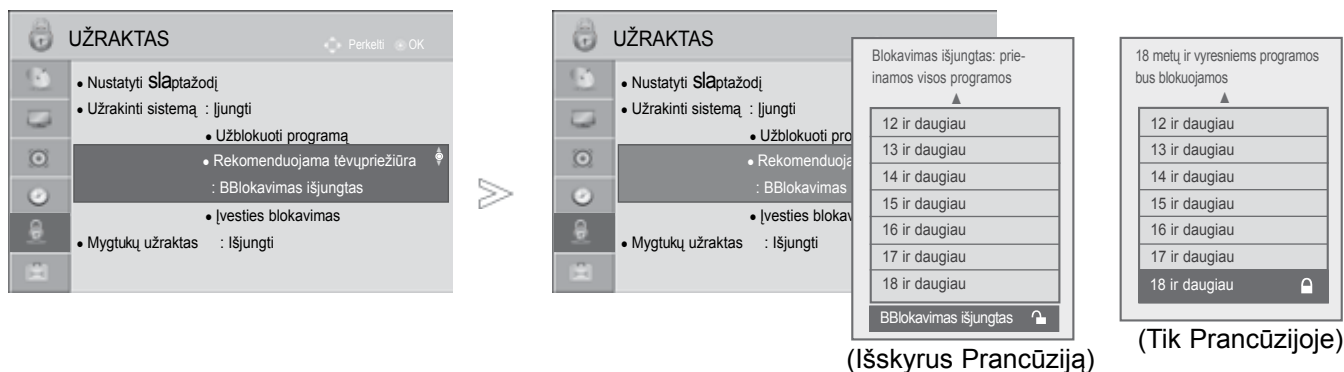 UŽRAKTAS
Perkelti OK
• Nustatyti slaptažodį
• Užrakinti sistemą : Įjungti
• Užblokuoti programą
• Rekomenduojama tėvųpriežiūra
: BBlokavimas išjungtas
• Įvesties blokavimas
• Mygtukų užraktas : Išjungti
UŽRAKTAS
• Nustatyti slaptažodį
• Užrakinti sistemą : Įjungti
• Užblokuoti pro
• Rekomenduoja
: BBlokavimas
• Įvesties blokav
• Mygtukų užraktas : Išjungti
Blokavimas išjungtas: prie-
inamos visos programos
12 ir daugiau
13 ir daugiau
14 ir daugiau
15 ir daugiau
16 ir daugiau
17 ir daugiau
18 ir daugiau
BBlokavimas išjungtas
(Išskyrus Prancūziją)
18 metų ir vyresniems programos
bus blokuojamos
12 ir daugiau
13 ir daugiau
14 ir daugiau
15 ir daugiau
16 ir daugiau
17 ir daugiau
18 ir daugiau
(Tik Prancūzijoje)